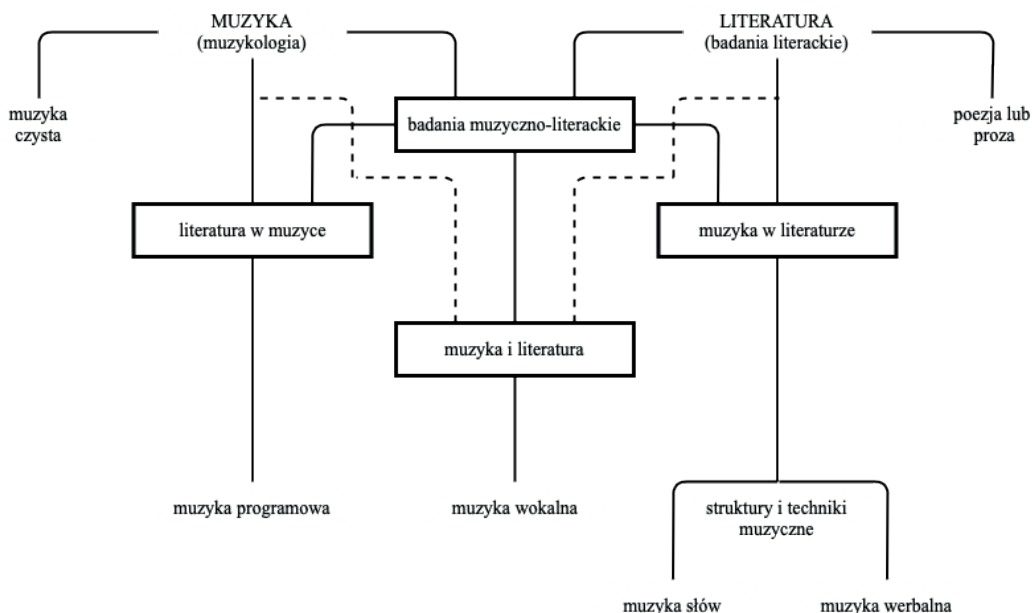 MUZYKA
(muzykologia)
LITERATURA
(badania literackie)
muzyka
czysta
badania muzyczno-literackie
poezja lub
proza
literatura w muzyce
muzyka w literaturze
muzyka i literatura
muzyka programowa
muzyka wokalna
struktury i techniki
muzyczne
muzyka słów
muzyka werbalna